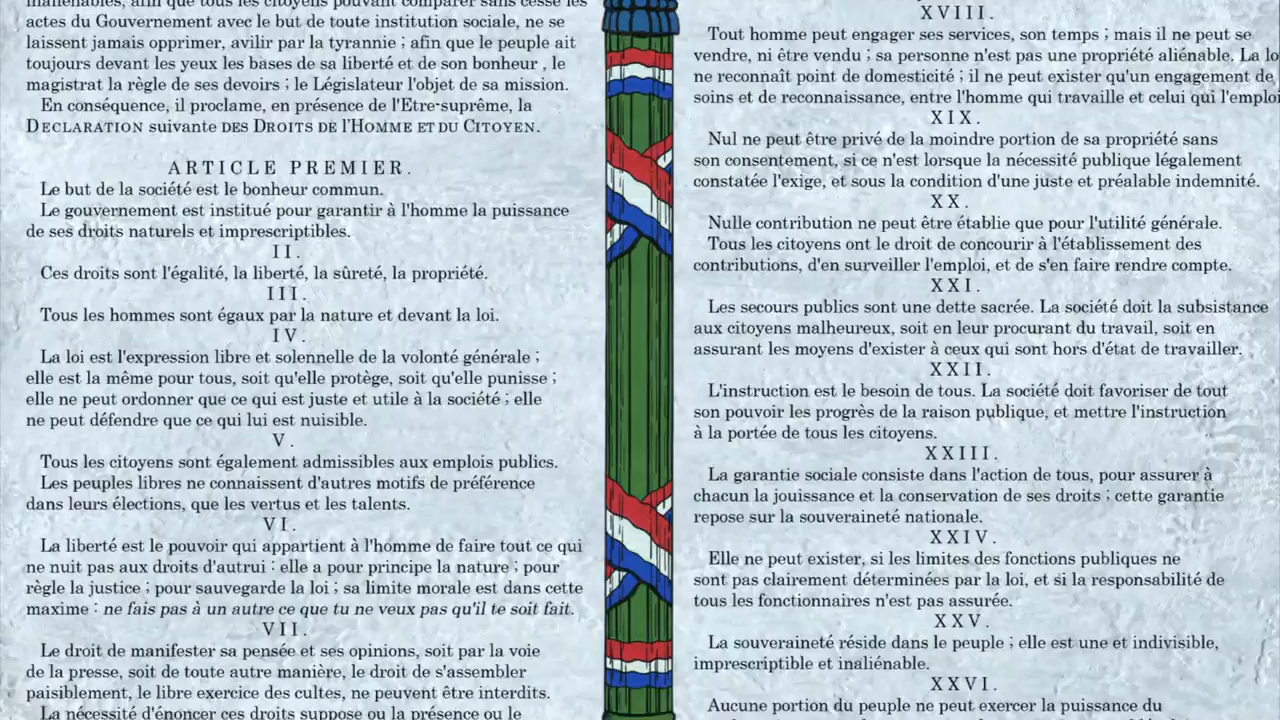 inaliénables, afin que tous les citoyens pouvant comparer sans cesse les
actes du Gouvernement avec le but de toute institution sociale, ne se
laissent jamais opprimer, avilir par la tyrannie ; afin que le peuple ait
toujours devant les yeux les bases de sa liberté et de son bonheur , le
magistrat la règle de ses devoirs ; le Législateur l'objet de sa mission.
En conséquence, il proclame, en présence de l'Etre-suprême, la
DECLARATION suivante DES DROITS DE l'HOMME ET DU CITOYEN.
ARTICLE PREMIER.
Le but de la société est le bonheur commun.
Le gouvernement est institué pour garantir à l'homme la puissance
de ses droits naturels et imprescriptibles.
II.
Ces droits sont l'égalité, la liberté, la sûreté, la propriété.
III.
Tous les hommes sont égaux par la nature et devant la loi.
IV.
La loi est l'expression libre et solennelle de la volonté générale ;
elle est la même pour tous, soit qu'elle protège, soit qu'elle punisse ;
elle ne peut ordonner que ce qui est juste et utile à la société ; elle
ne peut défendre que ce qui lui est nuisible.
V.
Tous les citoyens sont également admissibles aux emplois publics.
Les peuples libres ne connaissent d'autres motifs de préférence
dans leurs élections, que les vertus et les talents.
VI.
La liberté est le pouvoir qui appartient à l'homme de faire tout ce qui
ne nuit pas aux droits d'autrui : elle a pour principe la nature ; pour
règle la justice ; pour sauvegarde la loi ; sa limite morale est dans cette
maxime : ne fais pas à un autre ce que tu ne veux pas qu'il te soit fait.
VII.
Le droit de manifester sa pensée et ses opinions, soit par la voie
de la presse, soit de toute autre manière, le droit de s'assembler
paisiblement, le libre exercice des cultes, ne peuvent être interdits.
La nécessité d'énoncer ces droits suppose ou la présence ou le
XVIII.
Tout homme peut engager ses services, son temps ; mais il ne peut se
vendre, ni être vendu ; sa personne n'est pas une propriété aliénable. La lo
ne reconnaît point de domesticité ; il ne peut exister qu'un engagement de
soins et de reconnaissance, entre l'homme qui travaille et celui qui l'emploi
XIX.
Nul ne peut être privé de la moindre portion de sa propriété sans
son consentement, si ce n'est lorsque la nécessité publique légalement
constatée l'exige, et sous la condition d'une juste et préalable indemnité.
XX.
Nulle contribution ne peut être établie que pour l'utilité générale.
Tous les citoyens ont le droit de concourir à l'établissement des
contributions, d'en surveiller l'emploi, et de s'en faire rendre compte.
XXI.
Les secours publics sont une dette sacrée. La société doit la subsistance
aux citoyens malheureux, soit en leur procurant du travail, soit en
assurant les moyens d'exister à ceux qui sont hors d'état de travailler.
XXII.
L'instruction est le besoin de tous. La société doit favoriser de tout
son pouvoir les progrès de la raison publique, et mettre l'instruction
à la portée de tous les citoyens.
XXIII.
La garantie sociale consiste dans l'action de tous, pour assurer à
chacun la jouissance et la conservation de ses droits ; cette garantie
repose sur la souveraineté nationale.
XXIV.
Elle ne peut exister, si les limites des fonctions publiques ne
sont pas clairement déterminées par la loi, et si la responsabilité de
tous les fonctionnaires n'est pas assurée.
XXV.
La souveraineté réside dans le peuple ; elle est une et indivisible,
imprescriptible et inaliénable.
XXVI.
Aucune portion du peuple ne peut exercer la puissance du